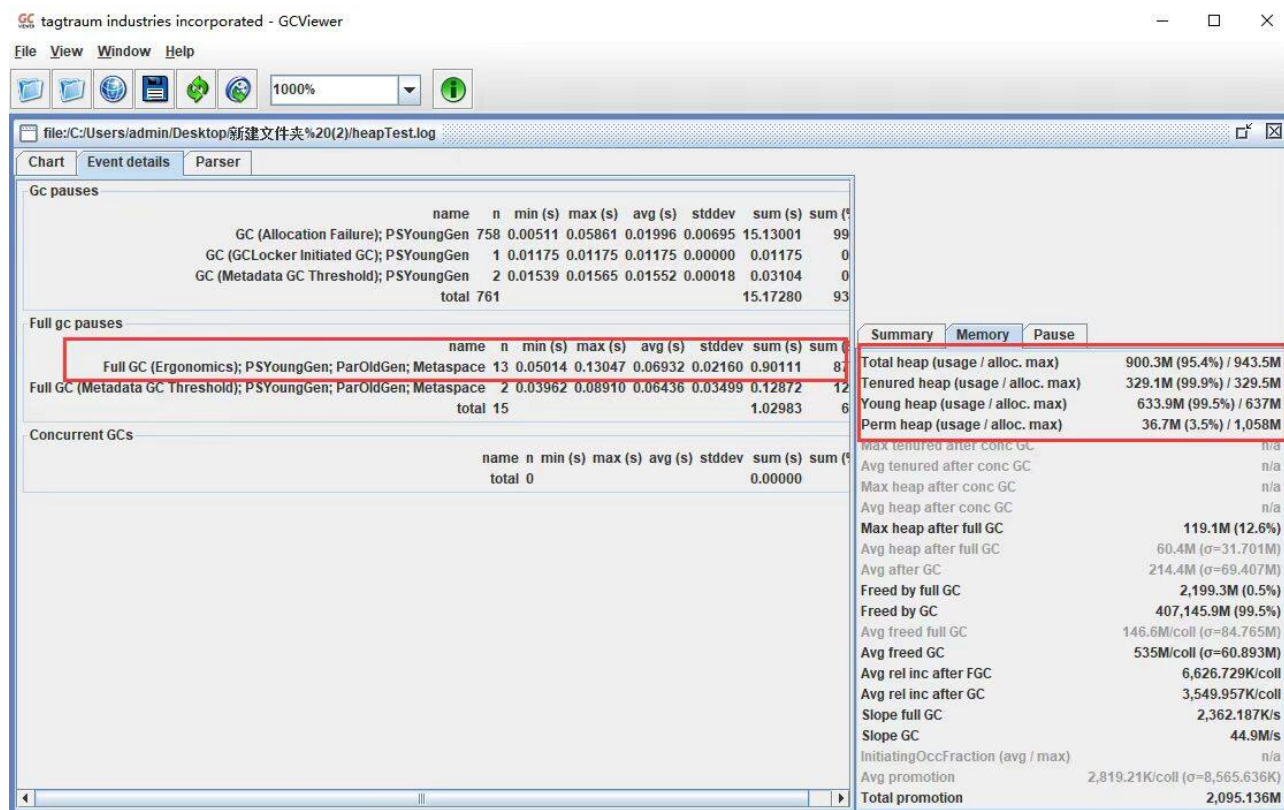 GC VIEWER tagtraum industries incorporated - GCViewer
File View Window Help
1000%
file:/C:/Users/admin/Desktop/新建文件夹%20(2)/heapTest.log
Chart Event details Parser
Gc pauses
name n min (s) max (s) avg (s) stddev sum (s) sum (%
GC (Allocation Failure); PSYoungGen 758 0.00511 0.05861 0.01996 0.00695 15.13001 99
GC (GCLocker Initiated GC); PSYoungGen 1 0.01175 0.01175 0.01175 0.00000 0.01175 0
GC (Metadata GC Threshold); PSYoungGen 2 0.01539 0.01565 0.01552 0.00018 0.03104 0
total 761 15.17280 93
Full gc pauses
name n min (s) max (s) avg (s) stddev sum (s) sum (
Full GC (Ergonomics); PSYoungGen; ParOldGen; Metaspace 13 0.05014 0.13047 0.06932 0.02160 0.90111 87
Full GC (Metadata GC Threshold); PSYoungGen; ParOldGen; Metaspace 2 0.03962 0.08910 0.06436 0.03499 0.12872 12
total 15 1.02983 6
Concurrent GCs
name n min (s) max (s) avg (s) stddev sum (s) sum (%
total 0 0.00000
Summary Memory Pause
Total heap (usage / alloc. max) 900.3M (95.4%) / 943.5M
Tenured heap (usage / alloc. max) 329.1M (99.9%) / 329.5M
Young heap (usage / alloc. max) 633.9M (99.5%) / 637M
Perm heap (usage / alloc. max) 36.7M (3.5%) / 1,058M
Max tenured after conc GC n/a
Avg tenured after conc GC n/a
Max heap after conc GC n/a
Avg heap after conc GC n/a
Max heap after full GC 119.1M (12.6%)
Avg heap after full GC 60.4M (σ=31.701M)
Avg after GC 214.4M (σ=69.407M)
Freed by full GC 2,199.3M (0.5%)
Freed by GC 407,145.9M (99.5%)
Avg freed full GC 146.6M/coll (σ=84.765M)
Avg freed GC 535M/coll (σ=60.893M)
Avg rel inc after FGC 6,626.729K/coll
Avg rel inc after GC 3,549.957K/coll
Slope full GC 2,362.187K/s
Slope GC 44.9M/s
InitiatingOccFraction (avg / max) n/a
Avg promotion 2,819.21K/coll (σ=8,565.636K)
Total promotion 2,095.136M